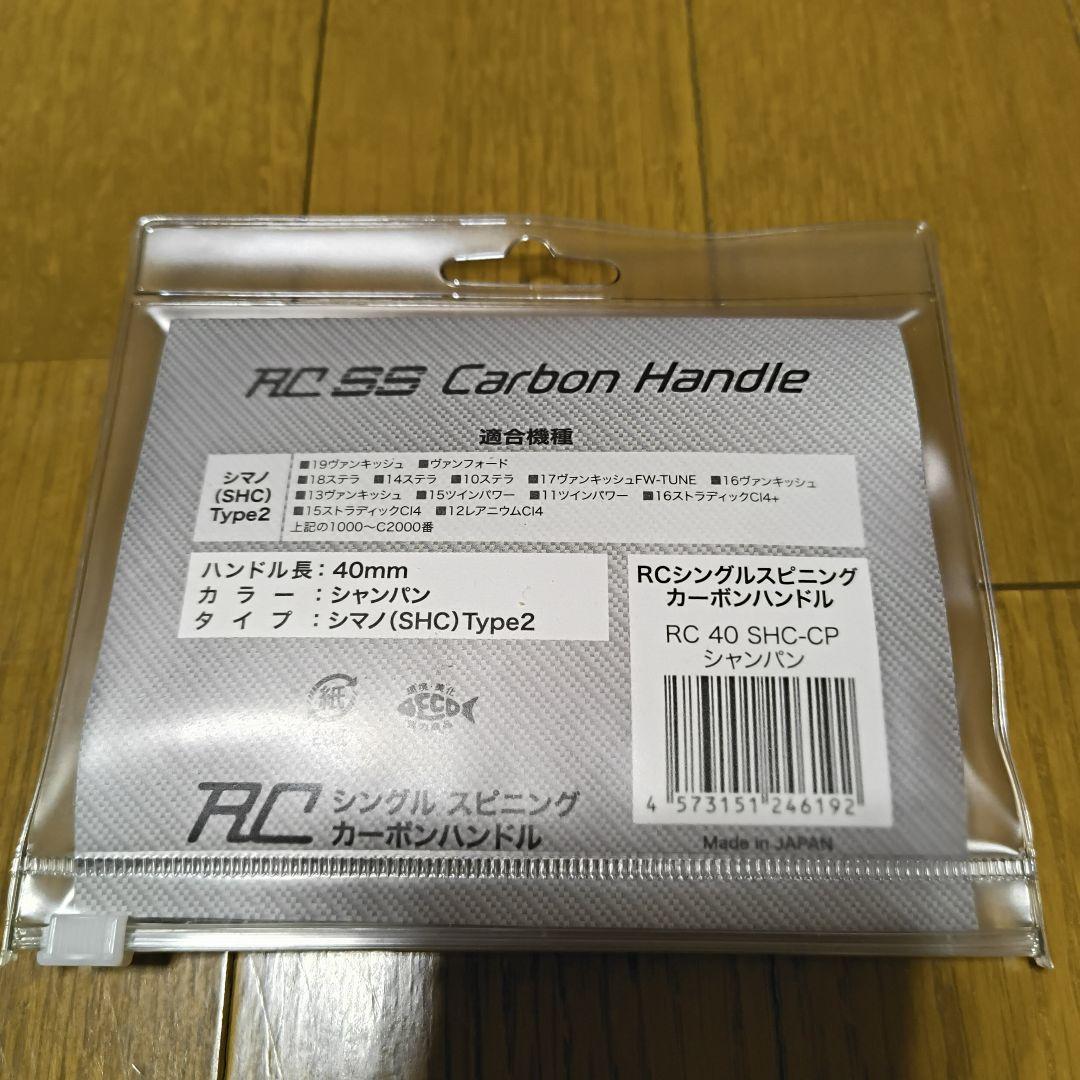 RC SS Carbon Handle
適合機種
シマノ
(SHC)
Type2
■19ヴァンキッシュ ■ヴァンフォード
■18ステラ ■14ステラ ■10ステラ ■17ヴァンキッシュFW-TUNE ■16ヴァンキッシュ
■13ヴァンキッシュ ■15ツインパワー ■11ツインパワー ■16ストラディックCI4+
■15ストラディックCI4 ■12レアニウムCI4
上記の1000〜C2000番
ハンドル長：40mm
カラー：シャンパン
タイプ：シマノ(SHC)Type2
RCシングルスピニング
カーボンハンドル
RC 40 SHC-CP
シャンパン
4 573151 246192
紙
環境・美化
ECO
RC シングル スピニング
カーボンハンドル
Made in JAPAN